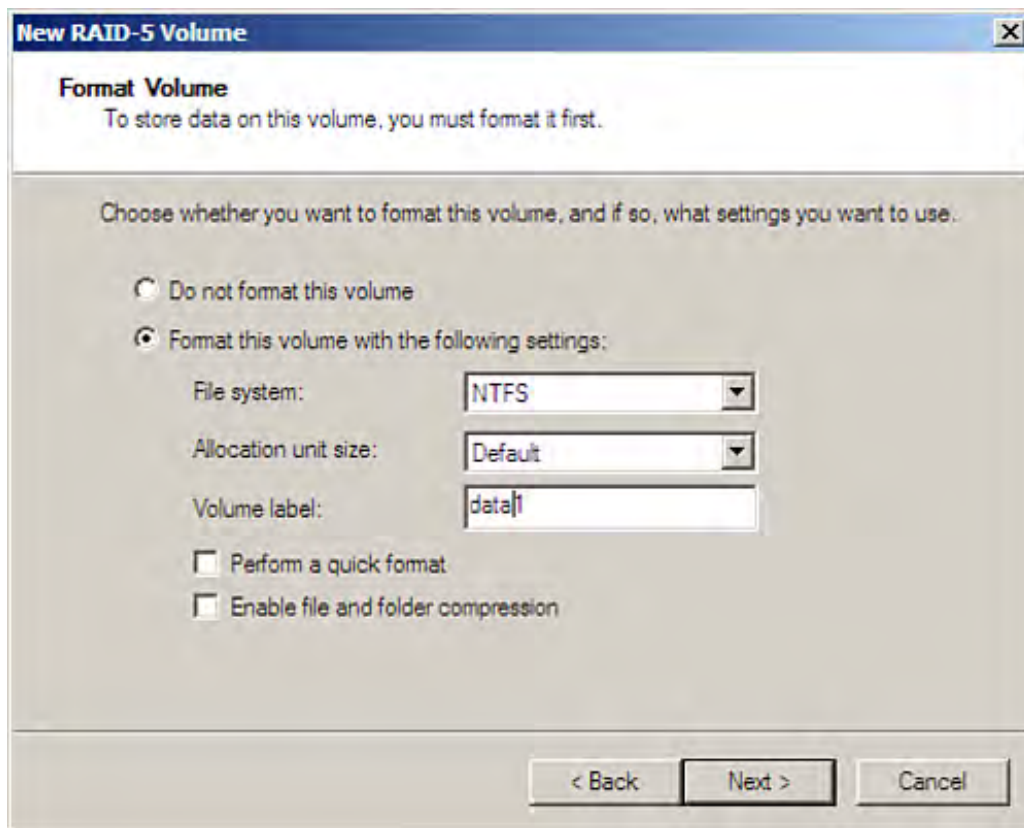 New RAID-5 Volume
Format Volume
To store data on this volume, you must format it first.
Choose whether you want to format this volume, and if so, what settings you want to use.
Do not format this volume
Format this volume with the following settings:
File system: NTFS
Allocation unit size: Default
Volume label: data1
Perform a quick format
Enable file and folder compression
< Back Next > Cancel